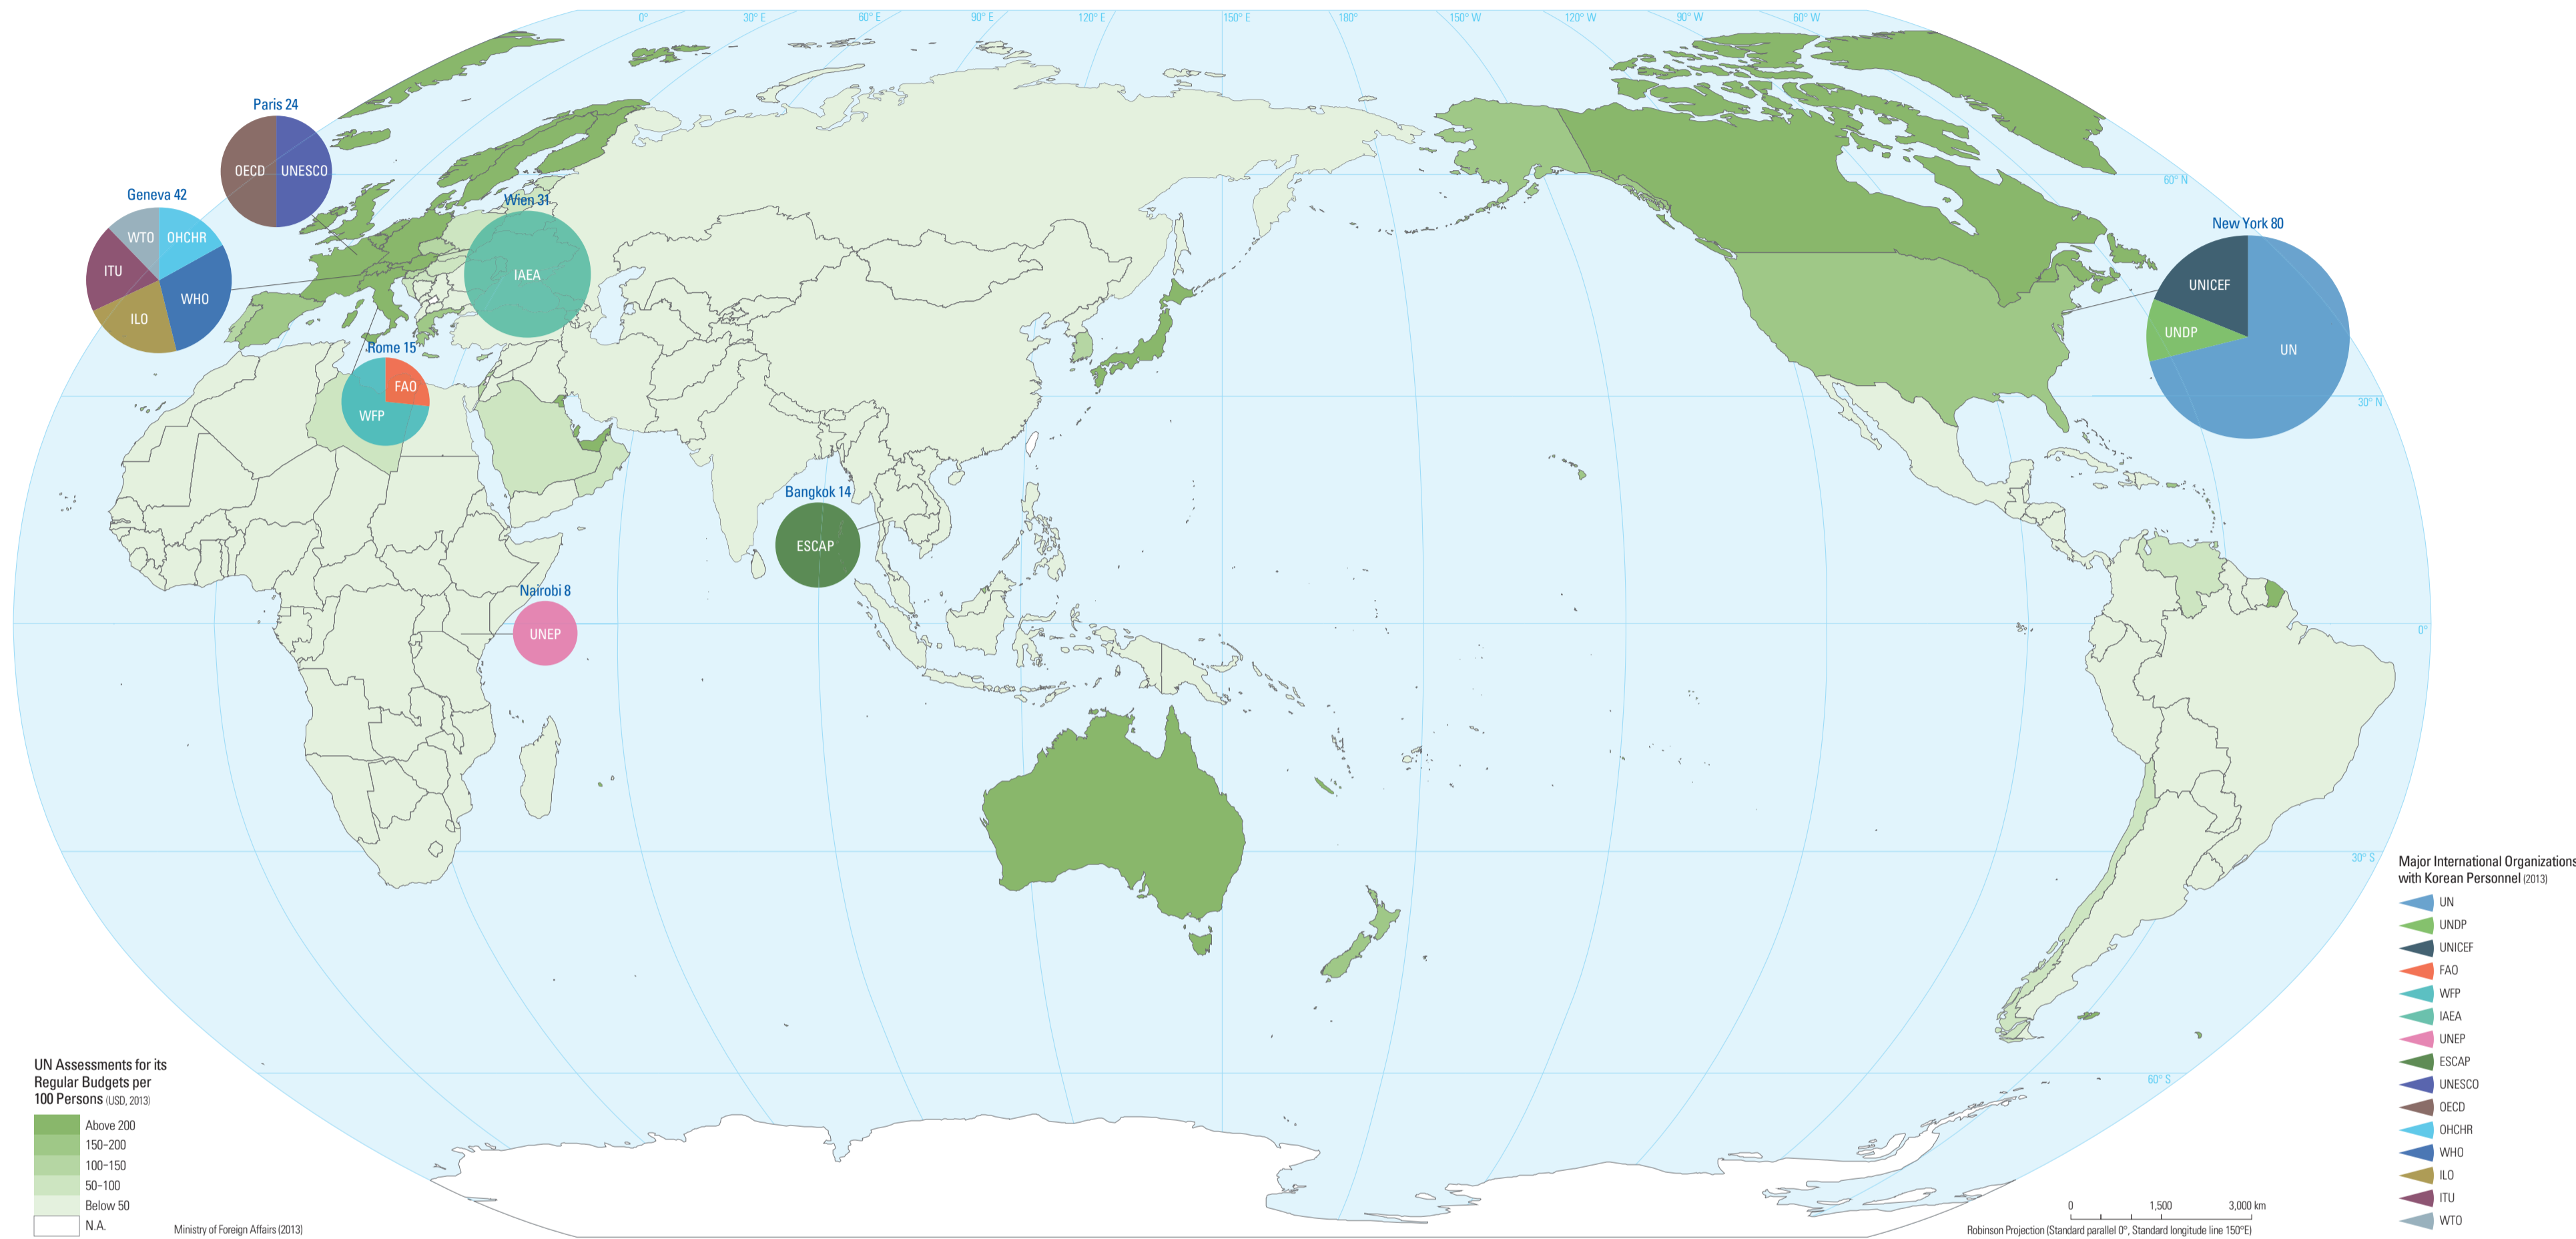 0°
30° E
60° E
90° E
120° E
150° E
180°
150° W
120° W
90° W
60° W
Paris 24
OECD
UNESCO
60° N
Geneva 42
Wien 31
WTO
OHCHR
ITU
WHO
ILO
IAEA
New York 80
UNICEF
UNDP
UN
Rome 15
FAO
WFP
30° N
Bangkok 14
ESCAP
Nairobi 8
UNEP
0°
30° S
60° S
Major International Organizations
with Korean Personnel (2013)
UN
UNDP
UNICEF
FAO
WFP
IAEA
UNEP
ESCAP
UNESCO
OECD
OHCHR
WHO
ILO
ITU
WTO
UN Assessments for its
Regular Budgets per
100 Persons (USD, 2013)
Above 200
150-200
100-150
50-100
Below 50
N.A.
Ministry of Foreign Affairs (2013)
0 1,500 3,000 km
Robinson Projection (Standard parallel 0°, Standard longitude line 150°E)